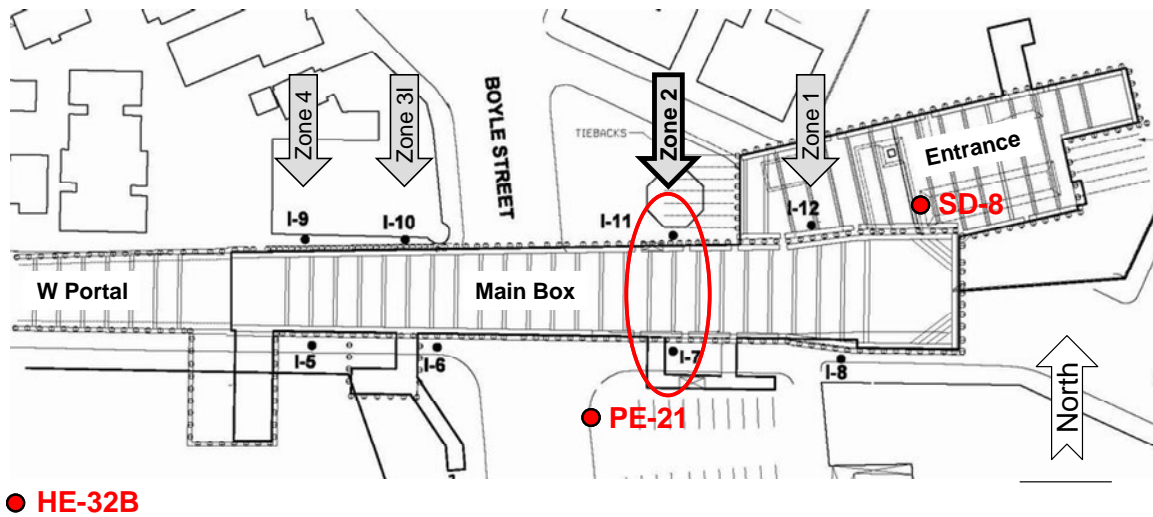 Zone 4
Zone 3I
BOYLE STREET
TIEBACKS
Zone 2
Zone 1
Entrance
SD-8
I-9
I-10
I-11
I-12
W Portal
Main Box
I-5
I-6
I-7
I-8
PE-21
North
HE-32B